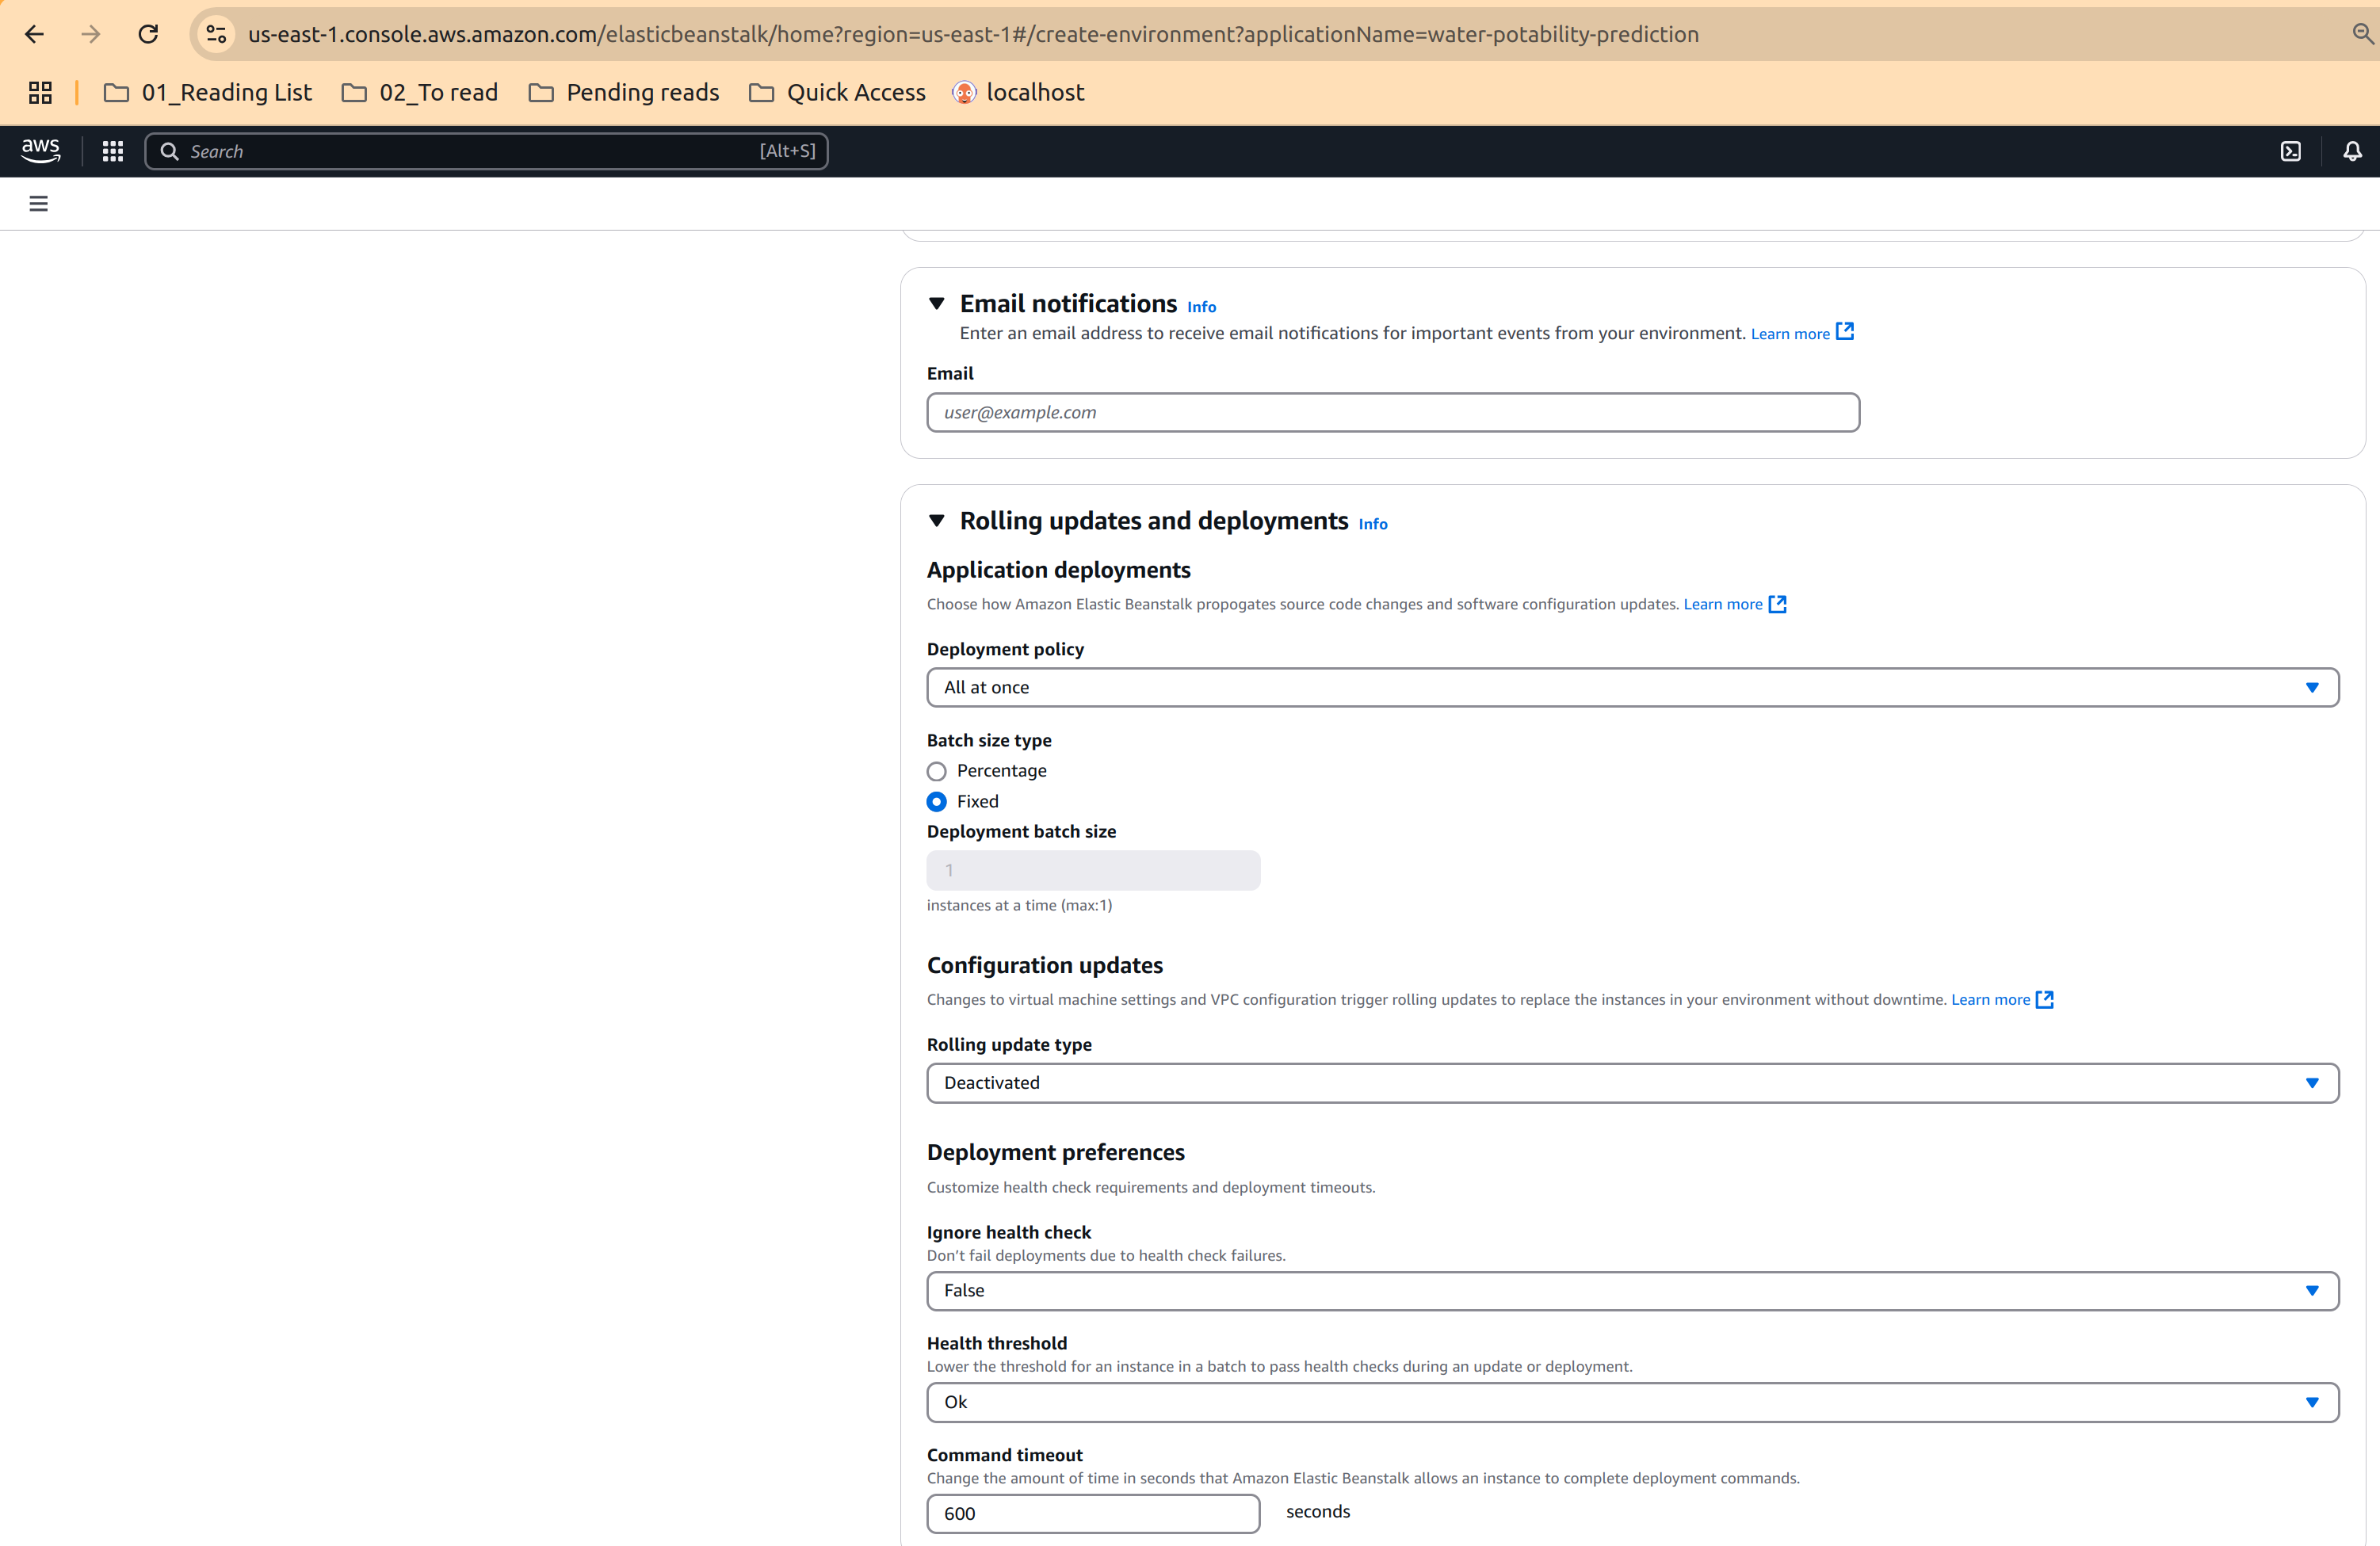 us-east-1.console.aws.amazon.com/elasticbeanstalk/home?region=us-east-1#/create-environment?applicationName=water-potability-prediction
01_Reading List 02_To read Pending reads Quick Access localhost
aws Search [Alt+S]
Email notifications Info
Enter an email address to receive email notifications for important events from your environment. Learn more
Email
user@example.com
Rolling updates and deployments Info
Application deployments
Choose how Amazon Elastic Beanstalk propogates source code changes and software configuration updates. Learn more
Deployment policy
All at once
Batch size type
Percentage
Fixed
Deployment batch size
1
instances at a time (max:1)
Configuration updates
Changes to virtual machine settings and VPC configuration trigger rolling updates to replace the instances in your environment without downtime. Learn more
Rolling update type
Deactivated
Deployment preferences
Customize health check requirements and deployment timeouts.
Ignore health check
Don't fail deployments due to health check failures.
False
Health threshold
Lower the threshold for an instance in a batch to pass health checks during an update or deployment.
Ok
Command timeout
Change the amount of time in seconds that Amazon Elastic Beanstalk allows an instance to complete deployment commands.
600 seconds